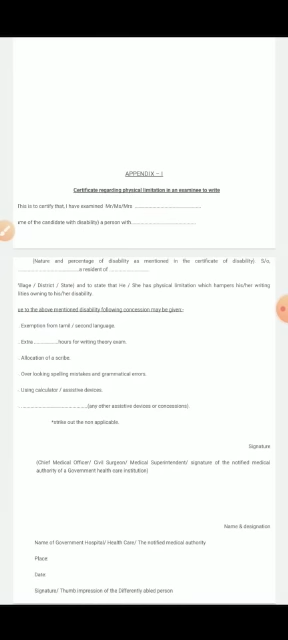 APPENDIX – I
Certificate regarding physical limitation in an examinee to write
This is to certify that, I have examined Mr/Ms/Mrs ........................................
me of the candidate with disability) a person with........................................
(Nature and percentage of disability as mentioned in the certificate of disability). S/o,
........................................a resident of .........................
Village / District / State) and to state that He / She has physical limitation which hampers his/her writing
ilities owning to his/her disability.
ue to the above mentioned disability following concession may be given:-
. Exemption from tamil / second language.
. Extra................hours for writing theory exam.
. Allocation of a scribe.
. Over looking spelling mistakes and grammatical errors.
. Using calculator / assistive devices.
. ............................................(any other assistive devices or concessions).
*strike out the non applicable.
Signature
(Chief Medical Officer/ Civil Surgeon/ Medical Superintendent/ signature of the notified medical
authority of a Government health care institution)
Name & designation
Name of Government Hospital/ Health Care/ The notified medical authority
Place
Date:
Signature/ Thumb impression of the Differently abled person